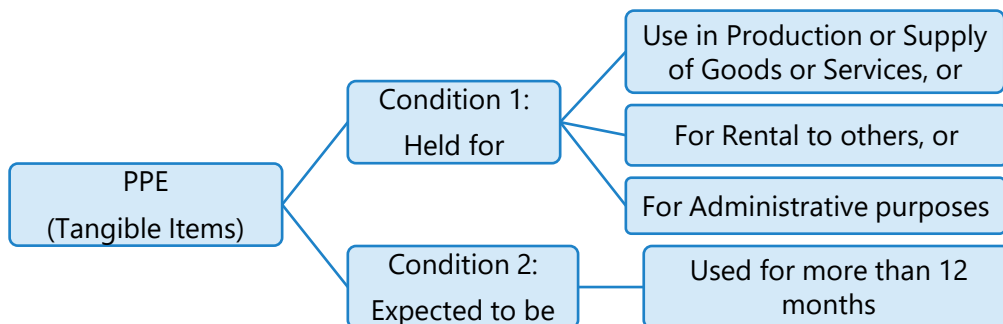 PPE
(Tangible Items)
Condition 1:
Held for
Use in Production or Supply
of Goods or Services, or
For Rental to others, or
For Administrative purposes
Condition 2:
Expected to be
Used for more than 12
months